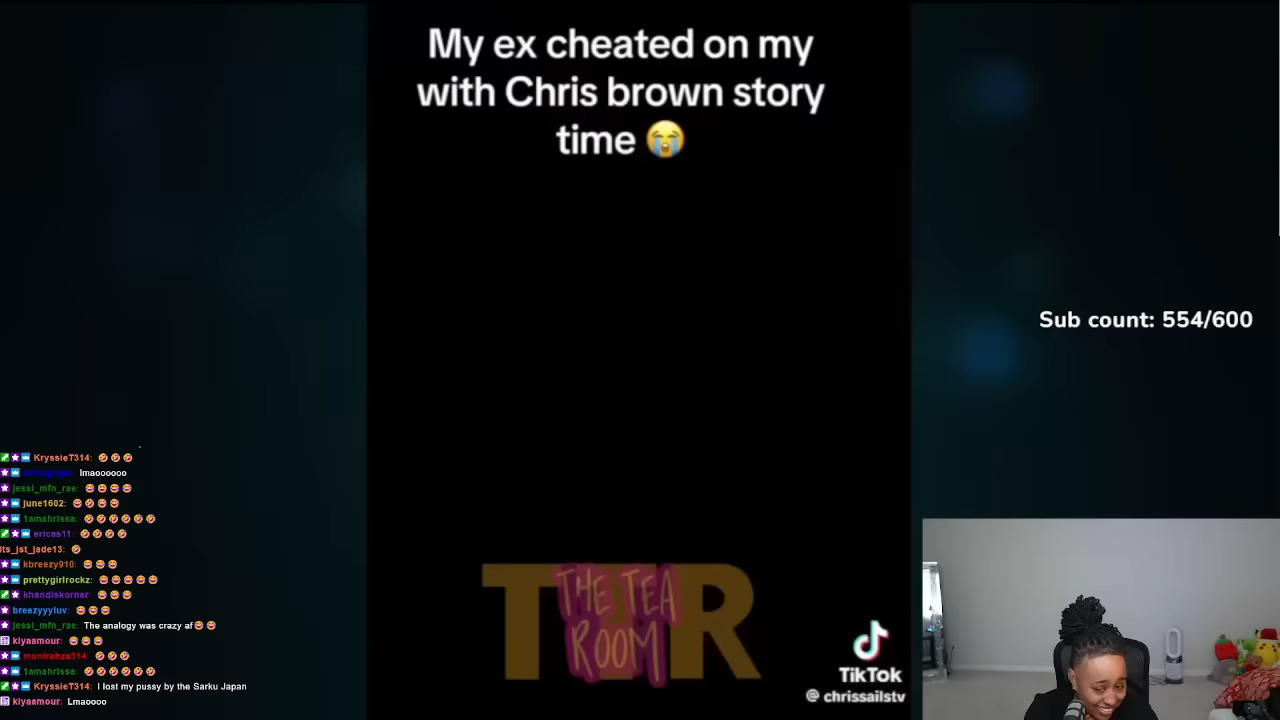 My ex cheated on my
with Chris brown story
time 😭
Sub count: 554/600
KryssieT314: 🤣🤣🤣
lmaoooooo
jessi_mfn_rae: 😂😂😂😂
june1602: 😂🤣😂😂
1amahrissa: 🤣🤣🤣🤣🤣🤣
ericas11: 🤣🤣🤣🤣
its_jst_jade13: 🤣
kbreezy910: 😂😂😂
prettygirlrockz: 😂😂😂😂😂
khandiskorner: 😂😂😂
breezyyyluv: 😂😂😂
jessi_mfn_rae: The analogy was crazy af😂😂
kiyaamour: 😂😂😂
munirahza314: 🤣🤣🤣
1amahrissa: 🤣🤣🤣🤣🤣🤣
KryssieT314: I lost my pussy by the Sarku Japan
kiyaamour: Lmaoooo
THE TEA
ROOM
TikTok
@ chrissailstv